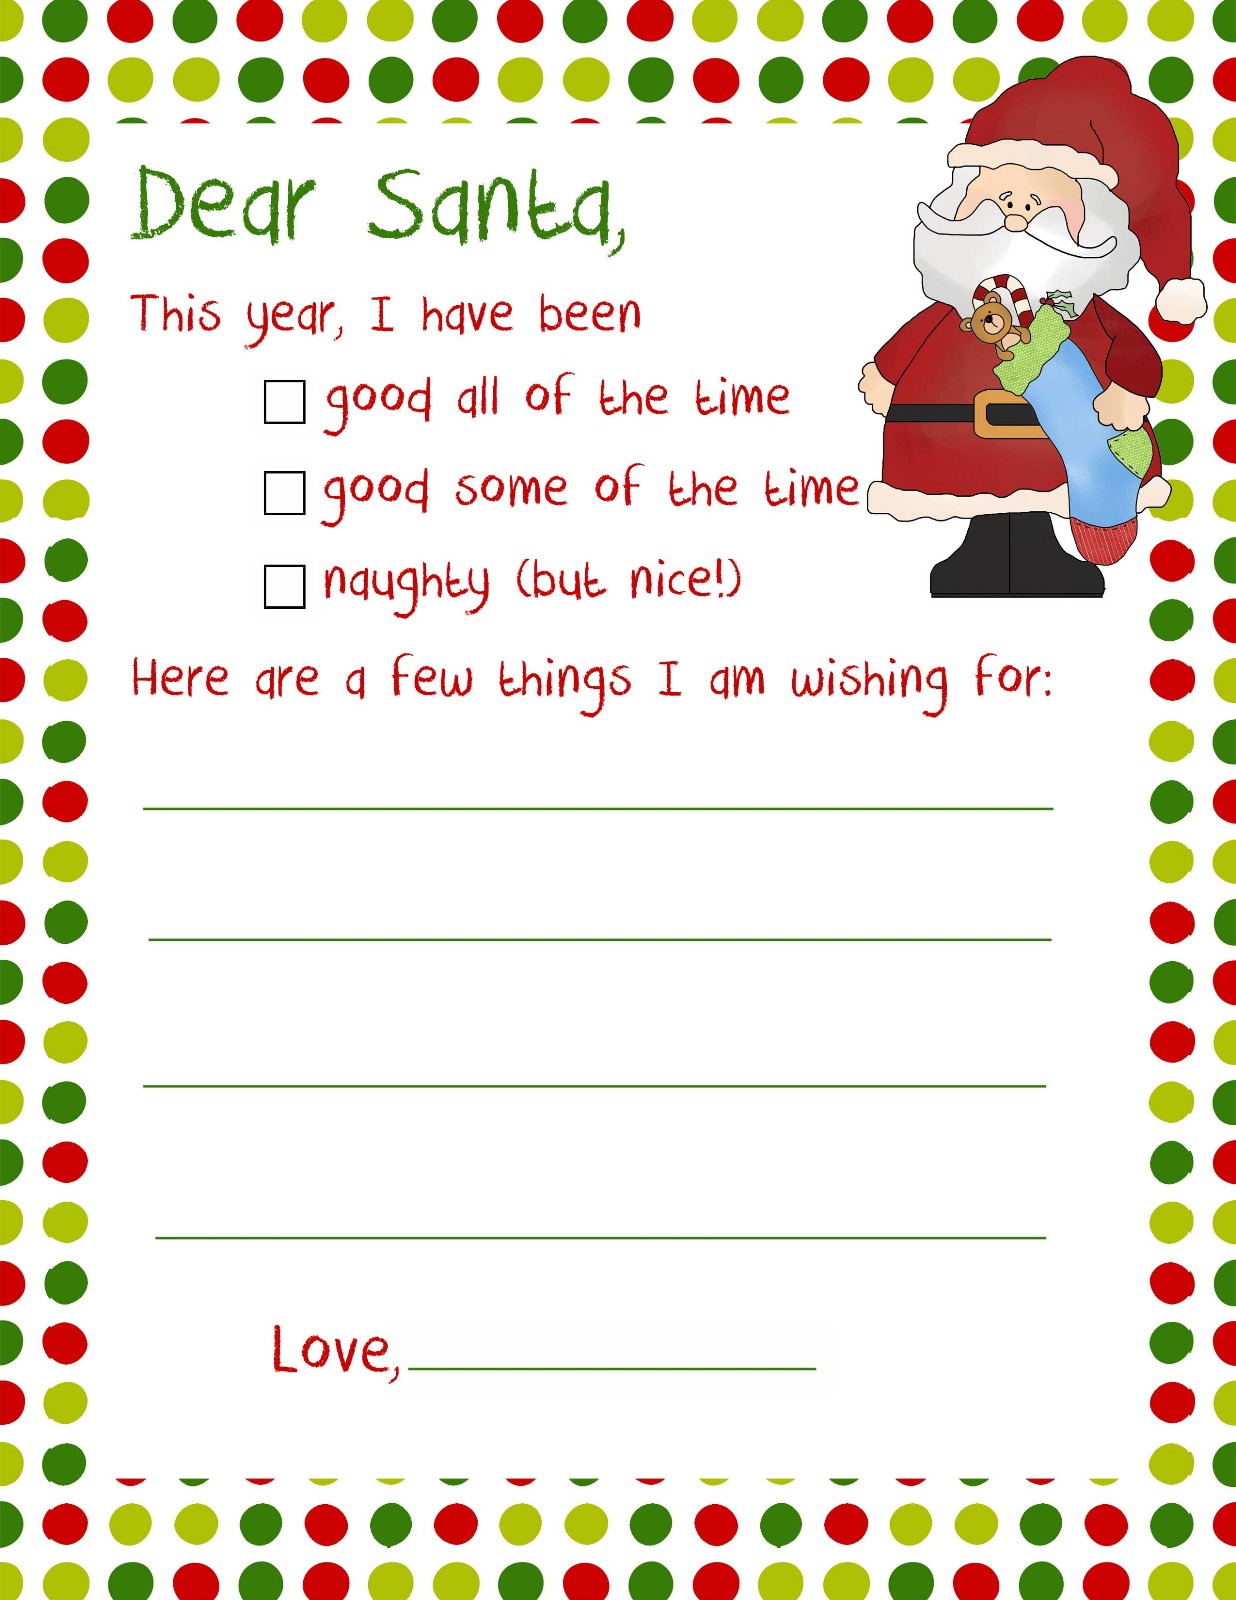 Dear Santa,
This year, I have been
good all of the time
good some of the time
naughty (but nice!)
Here are a few things I am wishing for:
Love,